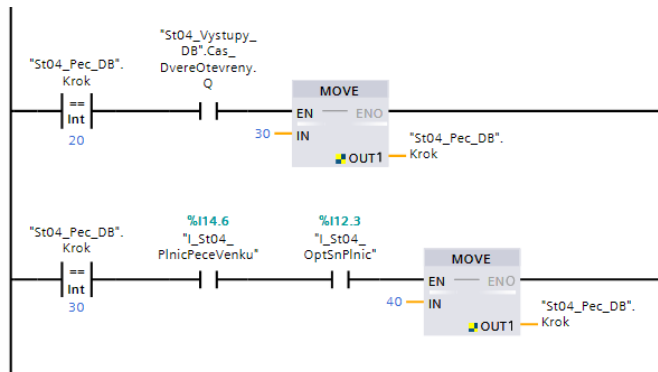 "St04_Vystupy_
DB".Cas_
DvereOtevreny.
Q
"St04_Pec_DB".
Krok
==
Int
20
MOVE
EN ENO
30 IN
OUT1
"St04_Pec_DB".
Krok
"St04_Pec_DB".
Krok
==
Int
30
%I14.6
"I_St04_
PlnicPeceVenku"
%I12.3
"I_St04_
OptSnPlnic"
MOVE
EN ENO
40 IN
OUT1
"St04_Pec_DB".
Krok